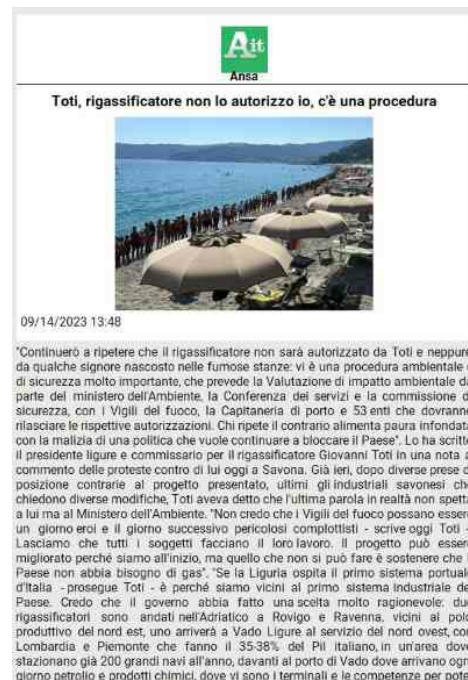 Ait
Ansa
Toti, rigassificatore non lo autorizzo io, c'è una procedura
09/14/2023 13:48
"Continuerò a ripetere che il rigassificatore non sarà autorizzato da Toti e neppure
da qualche signore nascosto nelle fumose stanze: vi è una procedura ambientale
di sicurezza molto importante, che prevede la Valutazione di impatto ambientale da
parte del ministero dell'Ambiente, la Conferenza dei servizi e la commissione di
sicurezza, con i Vigili del fuoco, la Capitaneria di porto e 53 enti che dovranno
rilasciare le rispettive autorizzazioni. Chi ripete il contrario alimenta paura infondata
con la malizia di una politica che vuole continuare a bloccare il Paese". Lo ha scritto
il presidente ligure e commissario per il rigassificatore Giovanni Toti in una nota a
commento delle proteste contro di lui oggi a Savona. Già ieri, dopo diverse prese d
posizione contrarie al progetto presentato, ultimi gli industriali savonesi che
chiedono diverse modifiche, Toti aveva detto che l'ultima parola in realtà non spetta
a lui ma al Ministero dell'Ambiente. "Non credo che i Vigili del fuoco possano essere
un giorno eroi e il giorno successivo pericolosi complottisti - scrive oggi Toti -
Lasciamo che tutti i soggetti facciano il loro lavoro. Il progetto può essere
migliorato perché siamo all'inizio, ma quello che non si può fare è sostenere che i
Paese non abbia bisogno di gas". "Se la Liguria ospita il primo sistema portuale
d'Italia - prosegue Toti - è perché siamo vicini al primo sistema industriale de
Paese. Credo che il governo abbia fatto una scelta molto ragionevole: due
rigassificatori sono andati nell'Adriatico a Rovigo e Ravenna, vicini al polo
produttivo del nord est, uno arriverà a Vado Ligure al servizio del nord ovest, con
Lombardia e Piemonte che fanno il 35-38% del Pil italiano, in un'area dove
stazionano già 200 grandi navi all'anno, davanti al porto di Vado dove arrivano ogn
giorno petrolio e prodotti chimici, dove vi sono i terminali e le competenze per pote